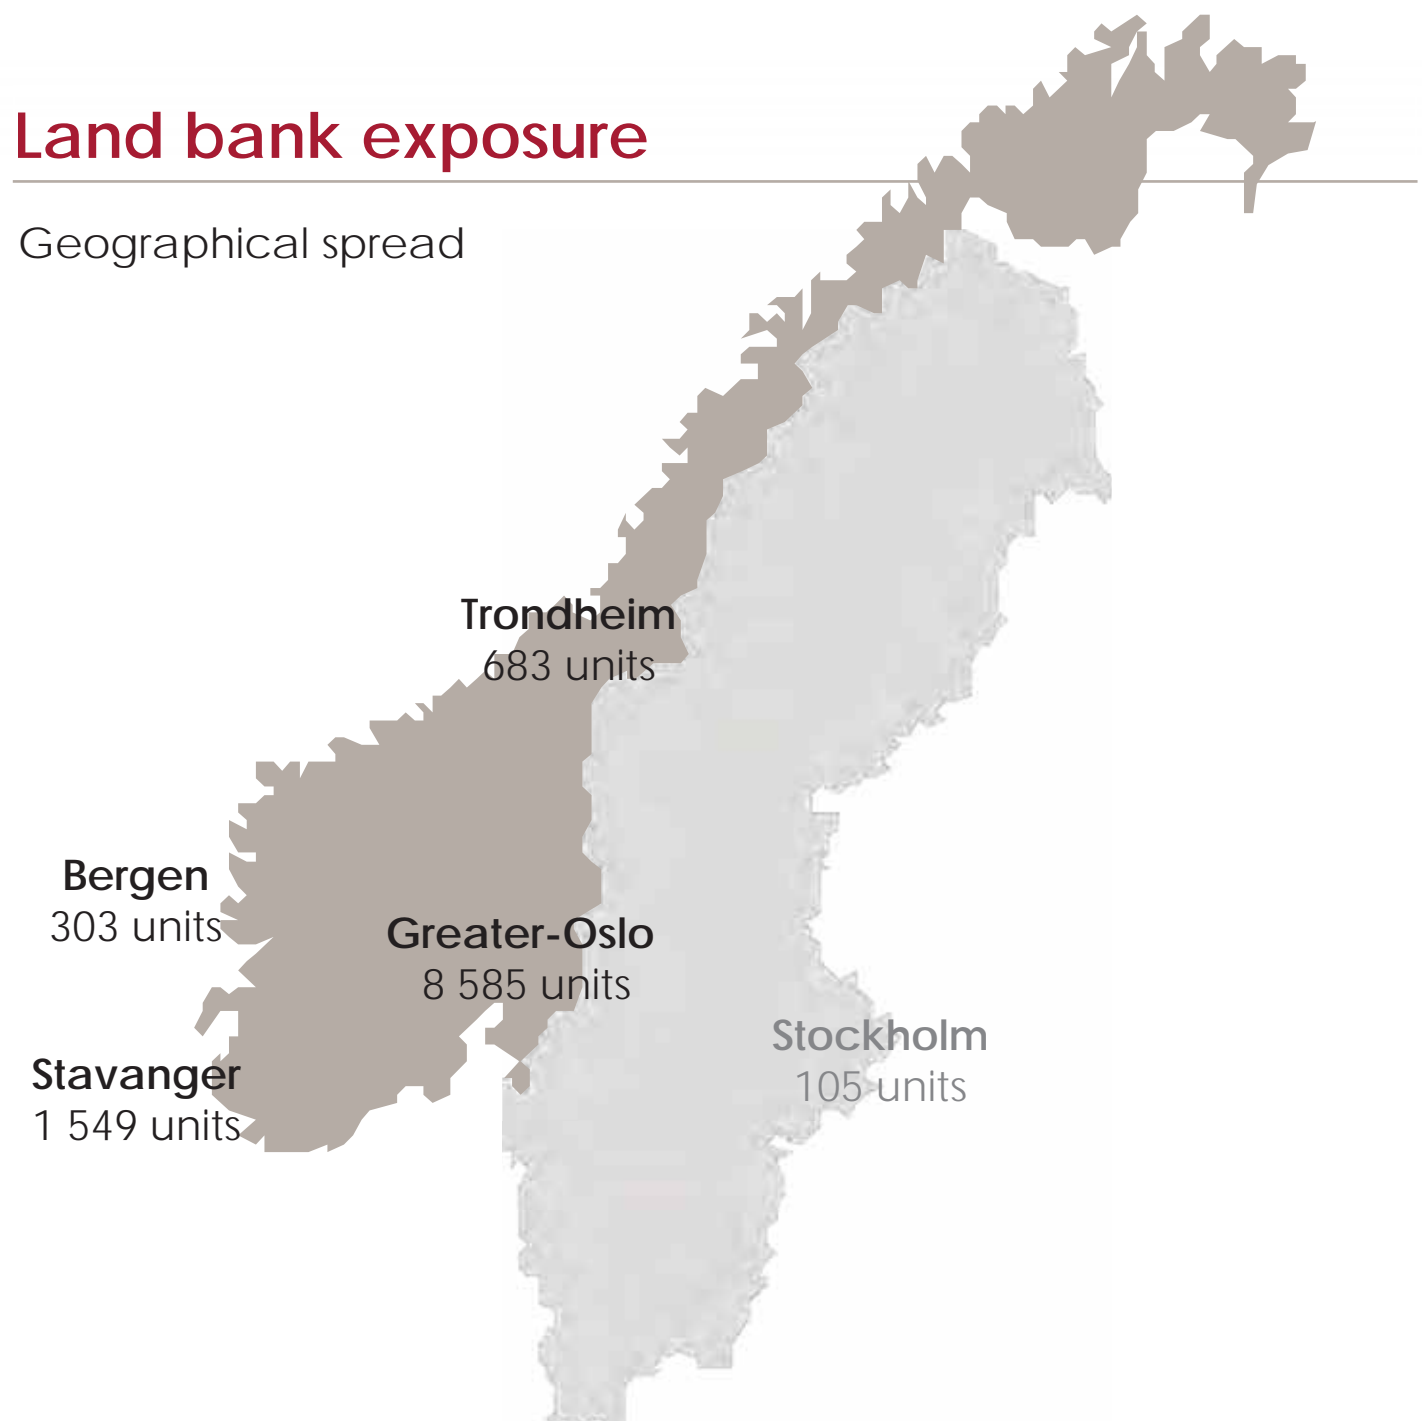 Land bank exposure
Geographical spread
Trondheim
683 units
Bergen
303 units
Greater-Oslo
8 585 units
Stockholm
105 units
Stavanger
1 549 units